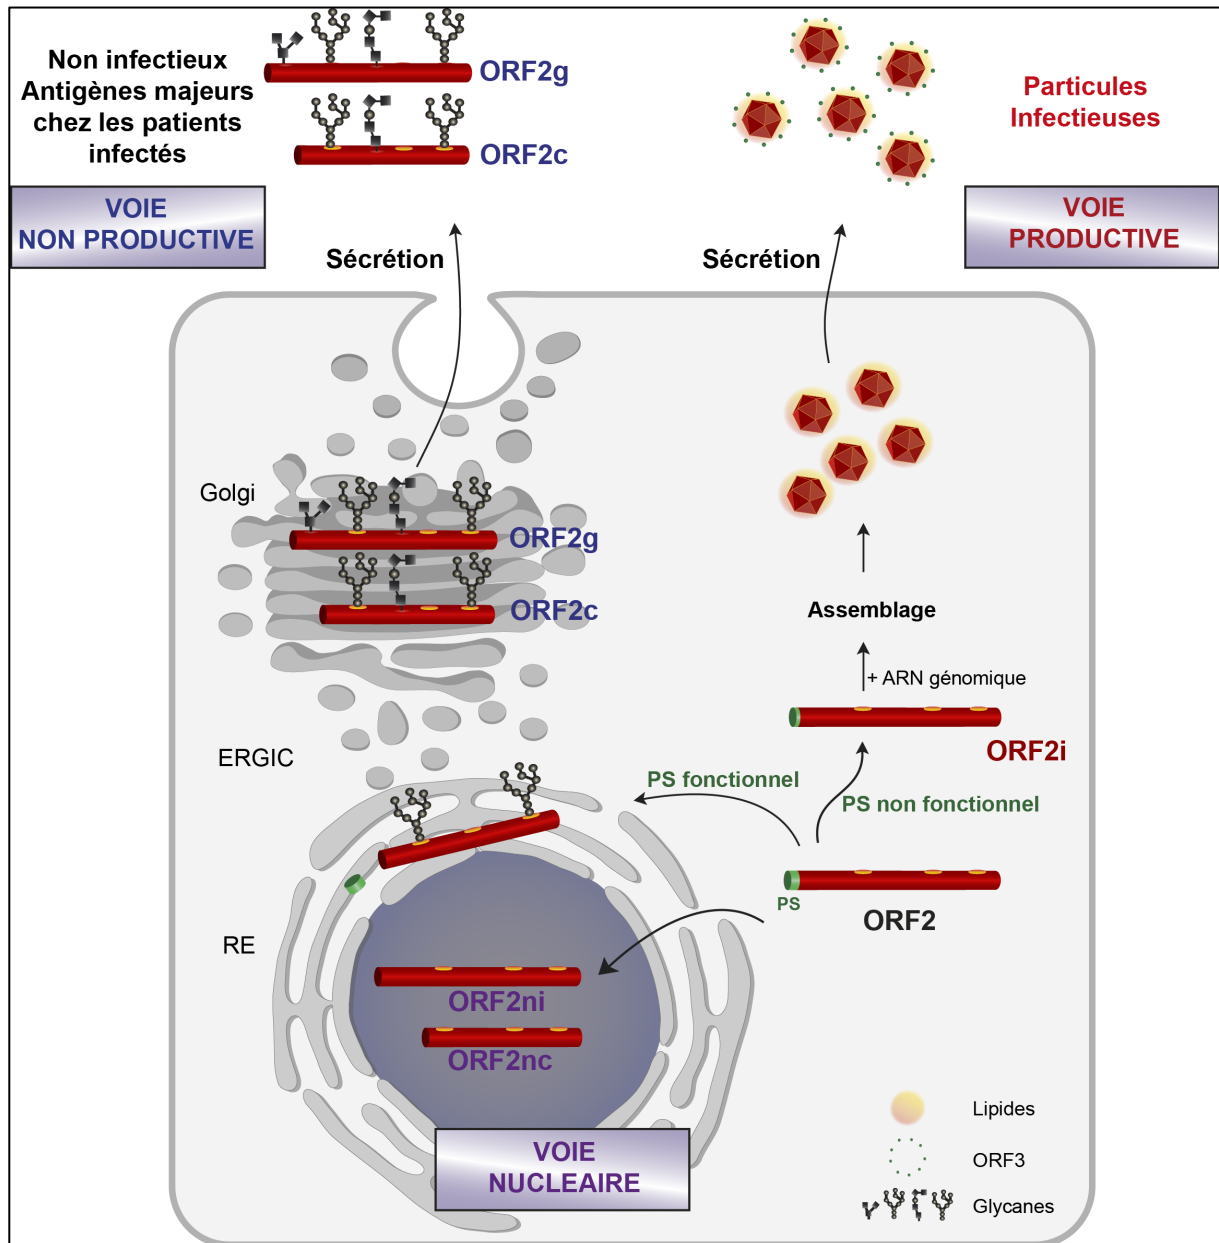 Non infectieux
Antigènes majeurs
chez les patients
infectés
ORF2g
ORF2c
Particules
Infectieuses
VOIE
NON PRODUCTIVE
VOIE
PRODUCTIVE
Sécrétion
Sécrétion
Golgi
ORF2g
ORF2c
Assemblage
+ ARN génomique
ORF2i
ERGIC
PS fonctionnel
PS non fonctionnel
PS
ORF2
RE
ORF2ni
ORF2nc
VOIE
NUCLEAIRE
Lipides
ORF3
Glycanes